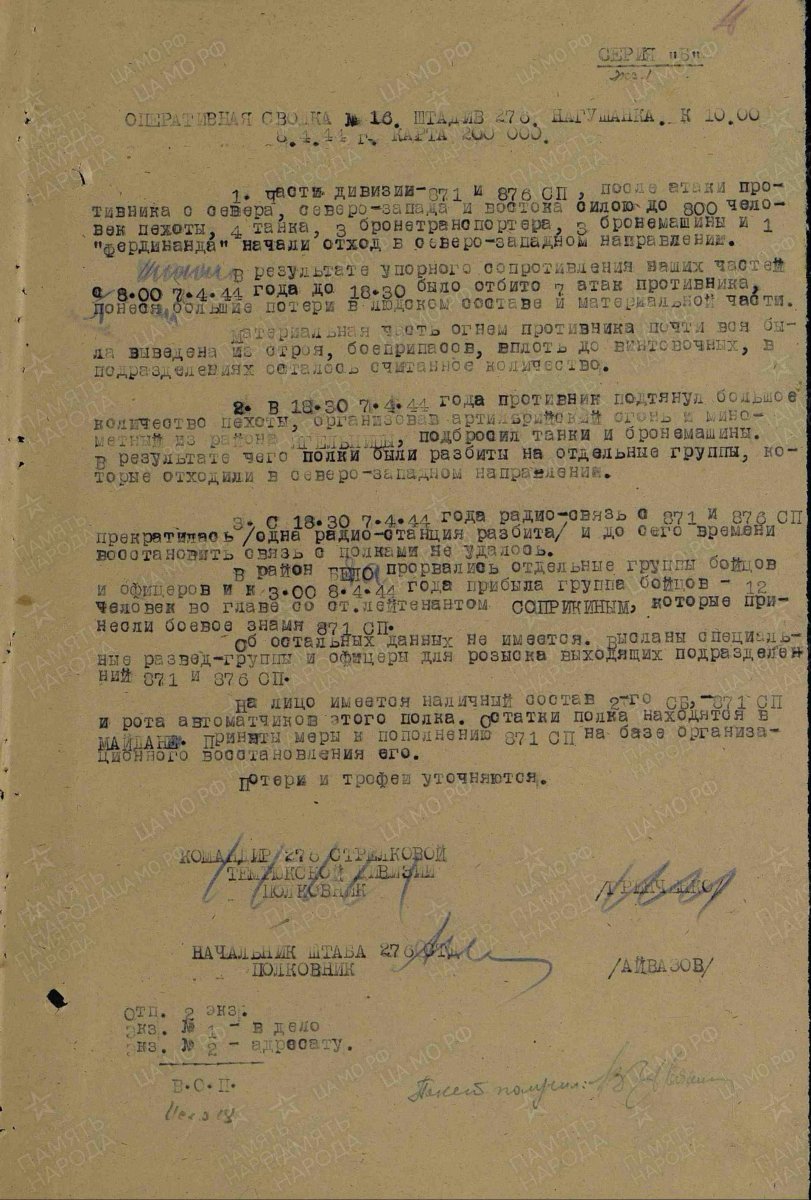 СЕРИЯ "Б"
ОПЕРАТИВНАЯ СВОДКА № 16. ШТАДИВ 276. НАГУШАНКА. К 10.00
8.4.44 г. КАРТА 200 000.
1. части дивизии-871 и 876 СП, после атаки про-
тивника с севера, северо-запада и востока силою до 800 чело-
век пехоты, 4 танка, 3 бронетранспортера, 3 бронемашины и 1
"фердинанда" начали отход в северо-западном направлении.
В результате упорного сопротивления наших частей
с 8.00 7.4.44 года до 18.30 было отбито 7 атак противника,
понеся большие потери в людском составе и материальной части.
Материальная часть огнем противника почти вся бы-
ла выведена из строя, боеприпасов, вплоть до винтовочных, в
подразделениях осталось считанное количество.
2. В 18.30 7.4.44 года противник подтянул большое
количество пехоты, организовав артилерийский огонь и мино-
метный из района, подбросил танки и бронемашины.
В результате чего полки были разбиты на отдельные группы, ко-
торые отходили в северо-западном направлении.
3. С 18.30 7.4.44 года радио-связь с 871 и 876 СП
прекратилась /одна радио-станция разбита/ и до сего времени
восстановить связь с полками не удалось.
В район прорвались отдельные группы бойцов
и офицеров и к 3.00 8.4.44 года прибыла группа бойцов - 12
человек во главе со ст.лейтенантом СОПРИКИНЫМ, которые при-
несли боевое знамя 871 СП.
Об остальных данных не имеется. Высланы специаль-
ные развед-группы и офицеры для розыска выходящих подразделен
ний 871 и 876 СП.
На лицо имеется наличный состав 2-го СБ,-871 СП
и рота автоматчиков этого полка. Остатки полка находятся в
МАЙДАНЕ. Приняты меры к пополнению 871 СП на базе организа-
ционного восстановления его.
Потери и трофеи уточняются.
КОМАНДИР 276 СТРЕЛКОВОЙ
ТЕМРЮКСКОЙ ДИВИЗИИ
ПОЛКОВНИК
НАЧАЛЬНИК ШТАБА 276 СТД
ПОЛКОВНИК /АЙВАЗОВ/
Отп. 2 экз.
Экз. № 1 - в дело
Экз. № 2 - адресату.
В.О.П.
Пакет получил: